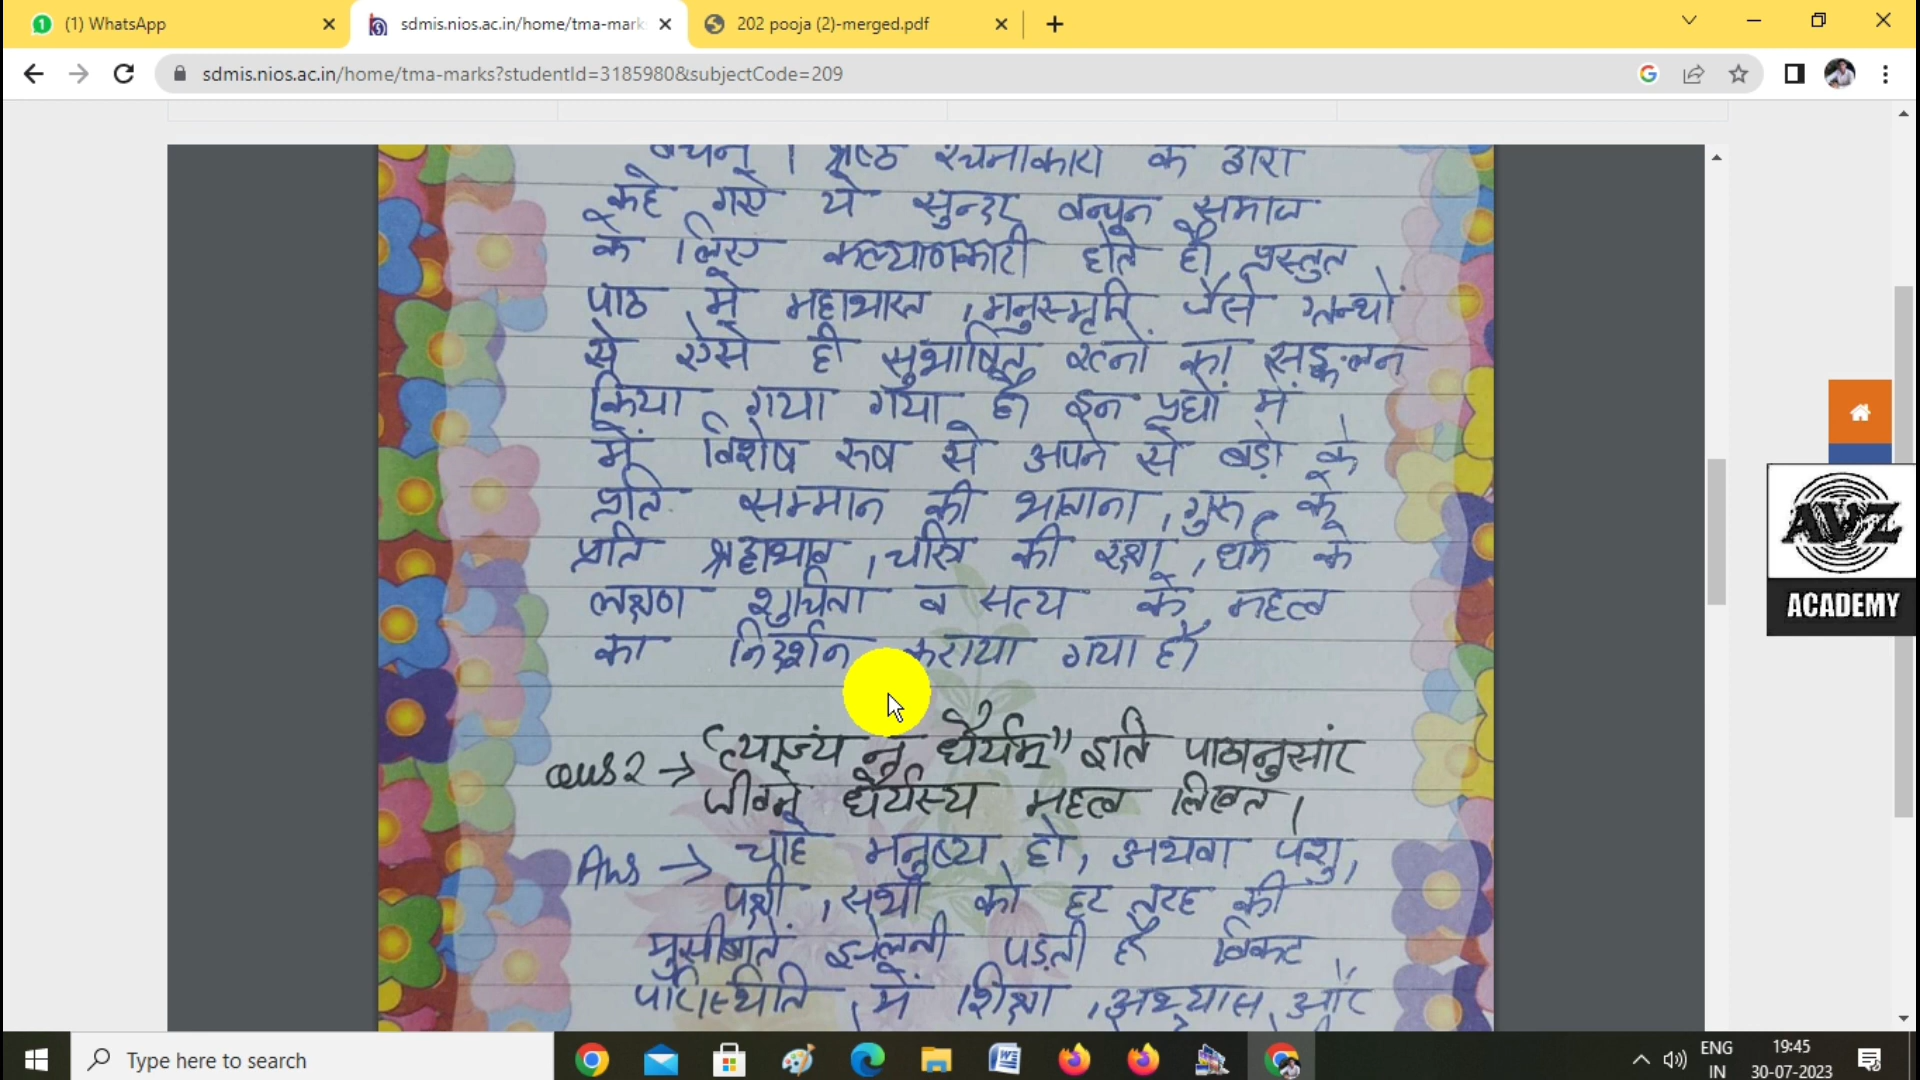 (1) WhatsApp
sdmis.nios.ac.in/home/tma-mark
202 pooja (2)-merged.pdf
sdmis.nios.ac.in/home/tma-marks?studentId=3185980&subjectCode=209
वचन । श्रेष्ठ रचनाकारो के द्वारा
कहे गए ये सुन्दर वचन समाज
के लिए कल्याणकारी होते है प्रस्तुत
पाठ में महाभारत , मनुस्मृति जैसे ग्रन्थों
से ऐसे ही सुभाषित रत्नों का सङ्कलन
किया गया गया है इन पधों में
में विशेष रुष से अपने से बड़ो के
प्रति सम्मान की भावना , गुरु के
प्रति श्रद्दाभाव , चरित्र की रक्षा , धर्म के
लक्षण शुचिता व सत्य के महत्व
का निदर्शन कराया गया है।
Ques 2 → "त्याज्यं न धैर्यम" इति पाठानुसांर
जीवने धैर्यस्य महत्व लिखत ।
Ans → चाहे मनुष्य हो, अथवा पशु,
पक्षी , सभी को हर तरह की
मुसीबतें झेलनी पड़ती है विकट
परिस्थिति में शिक्षा , अभ्यास और
AVZ
ACADEMY
Type here to search
ENG
IN
19:45
30-07-2023